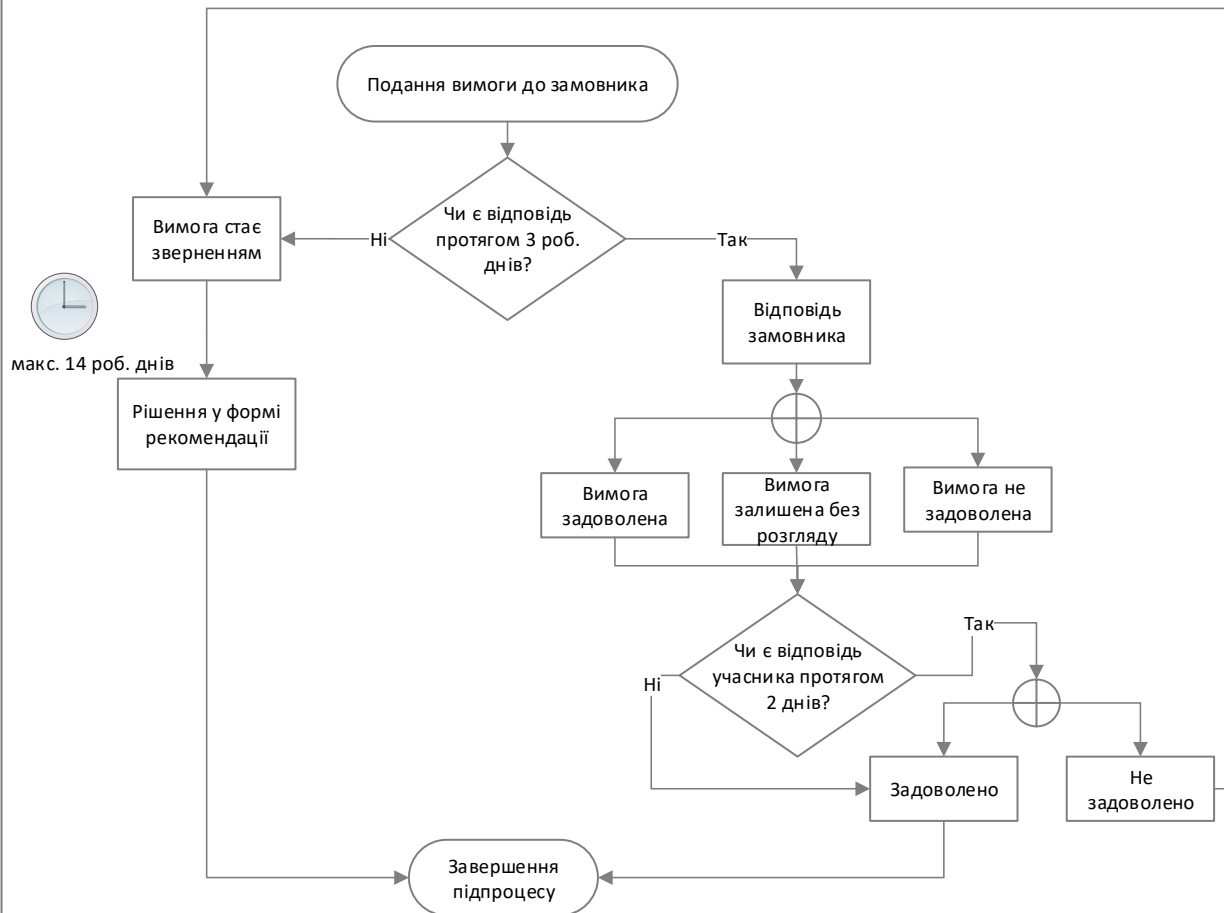 Подання вимоги до замовника
Чи є відповідь
протягом 3 роб.
днів?
Ні
Так
Вимога стає
зверненням
макс. 14 роб. днів
Рішення у формі
рекомендації
Відповідь
замовника
Вимога
задоволена
Вимога
залишена без
розгляду
Вимога не
задоволена
Чи є відповідь
учасника протягом
2 днів?
Ні
Так
Задоволено
Не
задоволено
Завершення
підпроцесу